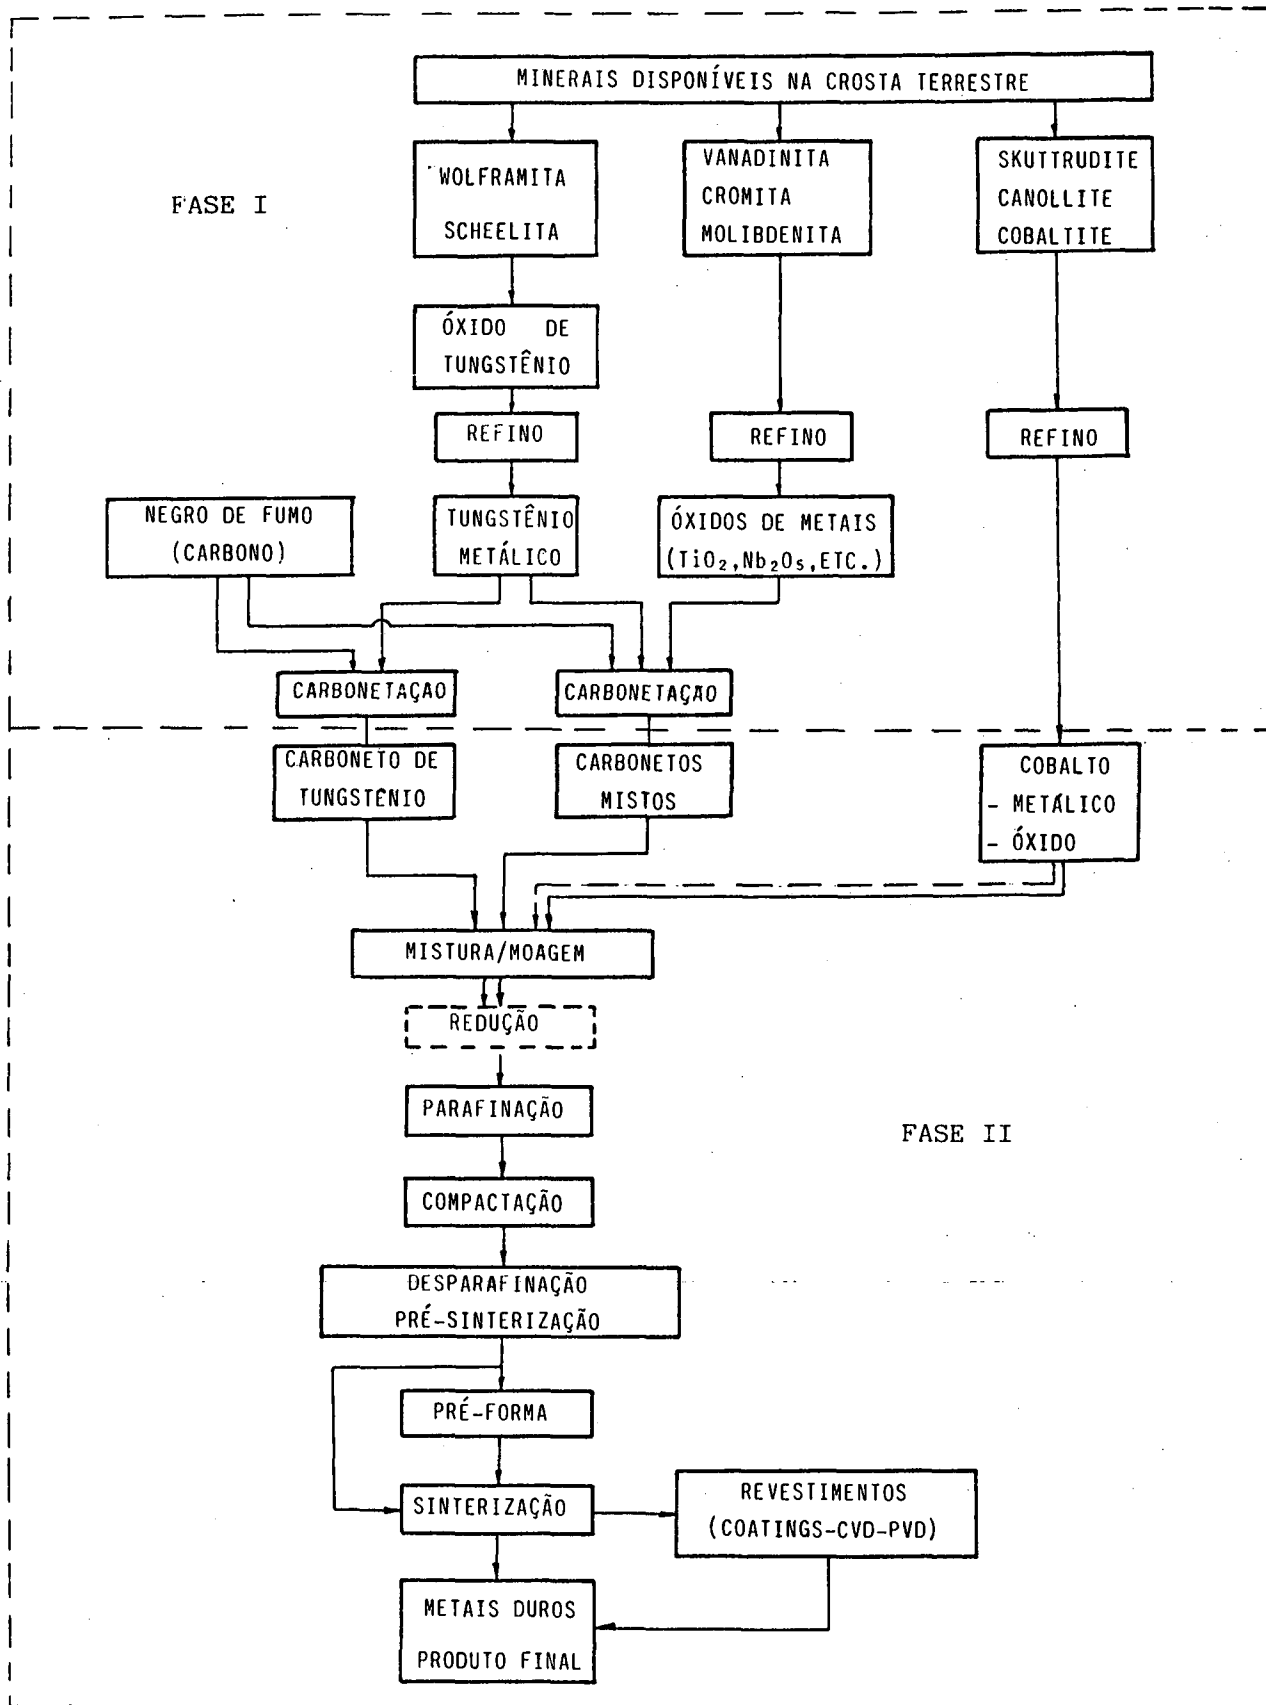 MINERAIS DISPONÍVEIS NA CROSTA TERRESTRE
FASE I
WOLFRAMITA
SCHEELITA
VANADINITA
CROMITA
MOLIBDENITA
SKUTTRUDITE
CANOLLITE
COBALTITE
ÓXIDO DE
TUNGSTÊNIO
REFINO
REFINO
REFINO
NEGRO DE FUMO
(CARBONO)
TUNGSTÊNIO
METÁLICO
ÓXIDOS DE METAIS
(TiO₂,Nb₂O₅,ETC.)
CARBONETAÇAO
CARBONETAÇÃO
CARBONETO DE
TUNGSTÊNIO
CARBONETOS
MISTOS
COBALTO
- METÁLICO
- ÓXIDO
MISTURA/MOAGEM
REDUÇÃO
PARAFINAÇÃO
FASE II
COMPACTAÇÃO
DESPARAFINAÇÃO
PRÉ-SINTERIZAÇÃO
PRÉ-FORMA
SINTERIZAÇÃO
REVESTIMENTOS
(COATINGS-CVD-PVD)
METAIS DUROS
PRODUTO FINAL